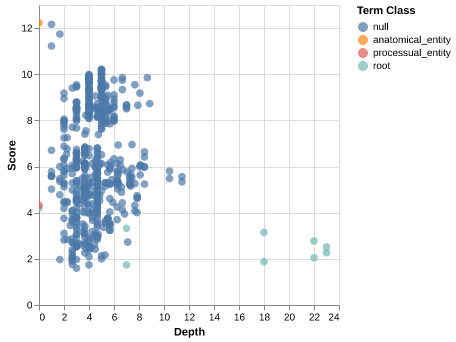 Term Class
null
anatomical_entity
processual_entity
root
12
10
8
6
4
2
0
Score
0 2 4 6 8 10 12 14 16 18 20 22 24
Depth